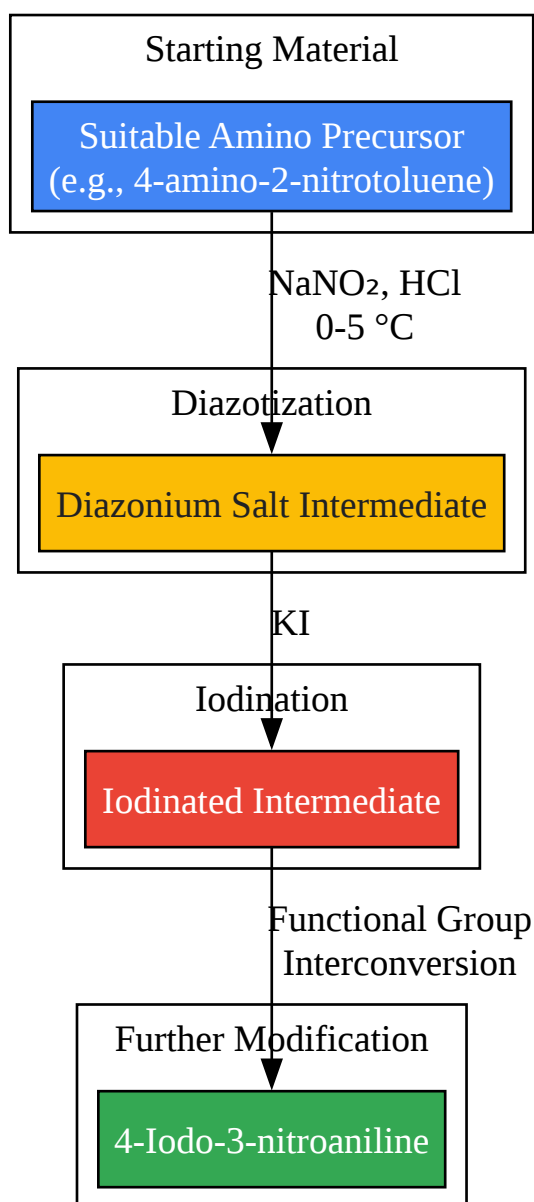 Starting Material
Suitable Amino Precursor
(e.g., 4-amino-2-nitrotoluene)
NaNO₂, HCl
0-5 °C
Diazotization
Diazonium Salt Intermediate
KI
Iodination
Iodinated Intermediate
Functional Group
Interconversion
Further Modification
4-Iodo-3-nitroaniline